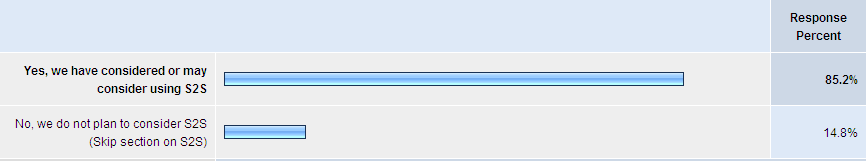 Response
Percent
Yes, we have considered or may
consider using S2S
85.2%
No, we do not plan to consider S2S
(Skip section on S2S)
14.8%